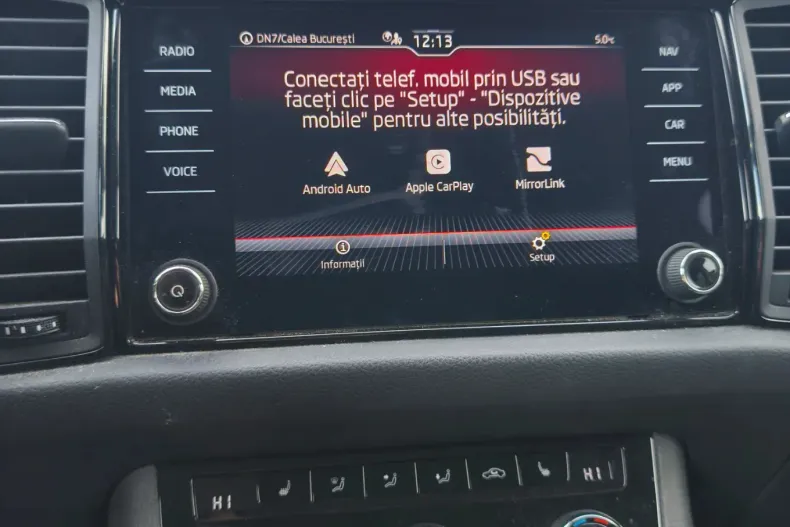 DN7/Calea București 12:13 5.0°C
RADIO
MEDIA
PHONE
VOICE
Conectați telef. mobil prin USB sau
faceți clic pe "Setup" - "Dispozitive
mobile" pentru alte posibilități.
Android Auto Apple CarPlay MirrorLink
Informații Setup
NAV
APP
CAR
MENU
HI HI